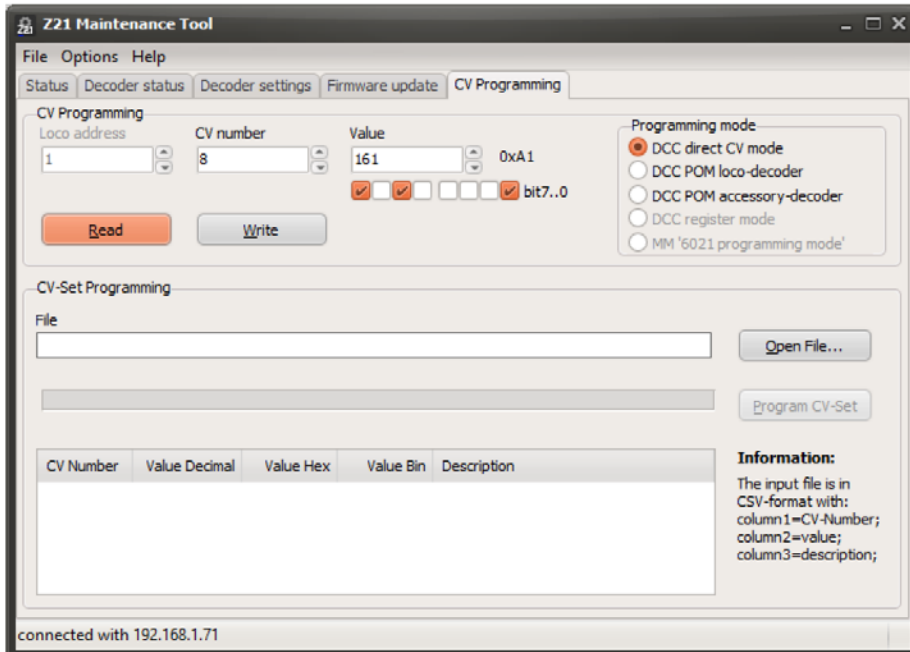 Z21 Maintenance Tool
File Options Help
Status Decoder status Decoder settings Firmware update CV Programming
CV Programming
Loco address CV number Value
1 8 161 0xA1
bit7..0
Read Write
Programming mode
DCC direct CV mode
DCC POM loco-decoder
DCC POM accessory-decoder
DCC register mode
MM '6021 programming mode'
CV-Set Programming
File
Open File...
Program CV-Set
CV Number Value Decimal Value Hex Value Bin Description
Information:
The input file is in
CSV-format with:
column1=CV-Number;
column2=value;
column3=description;
connected with 192.168.1.71